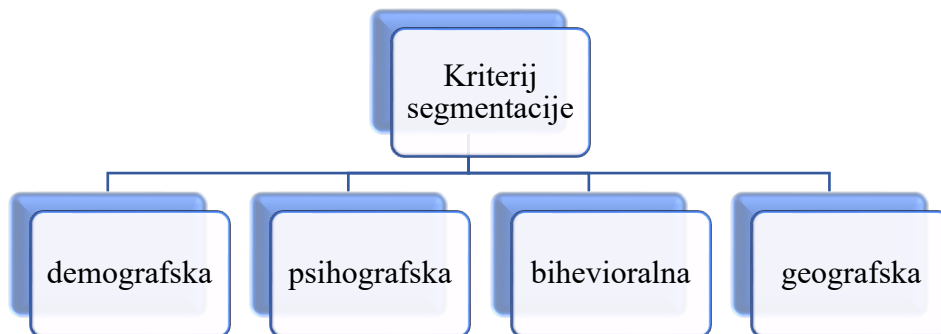 Kriterij
segmentacije
demografska
psihografska
bihevioralna
geografska